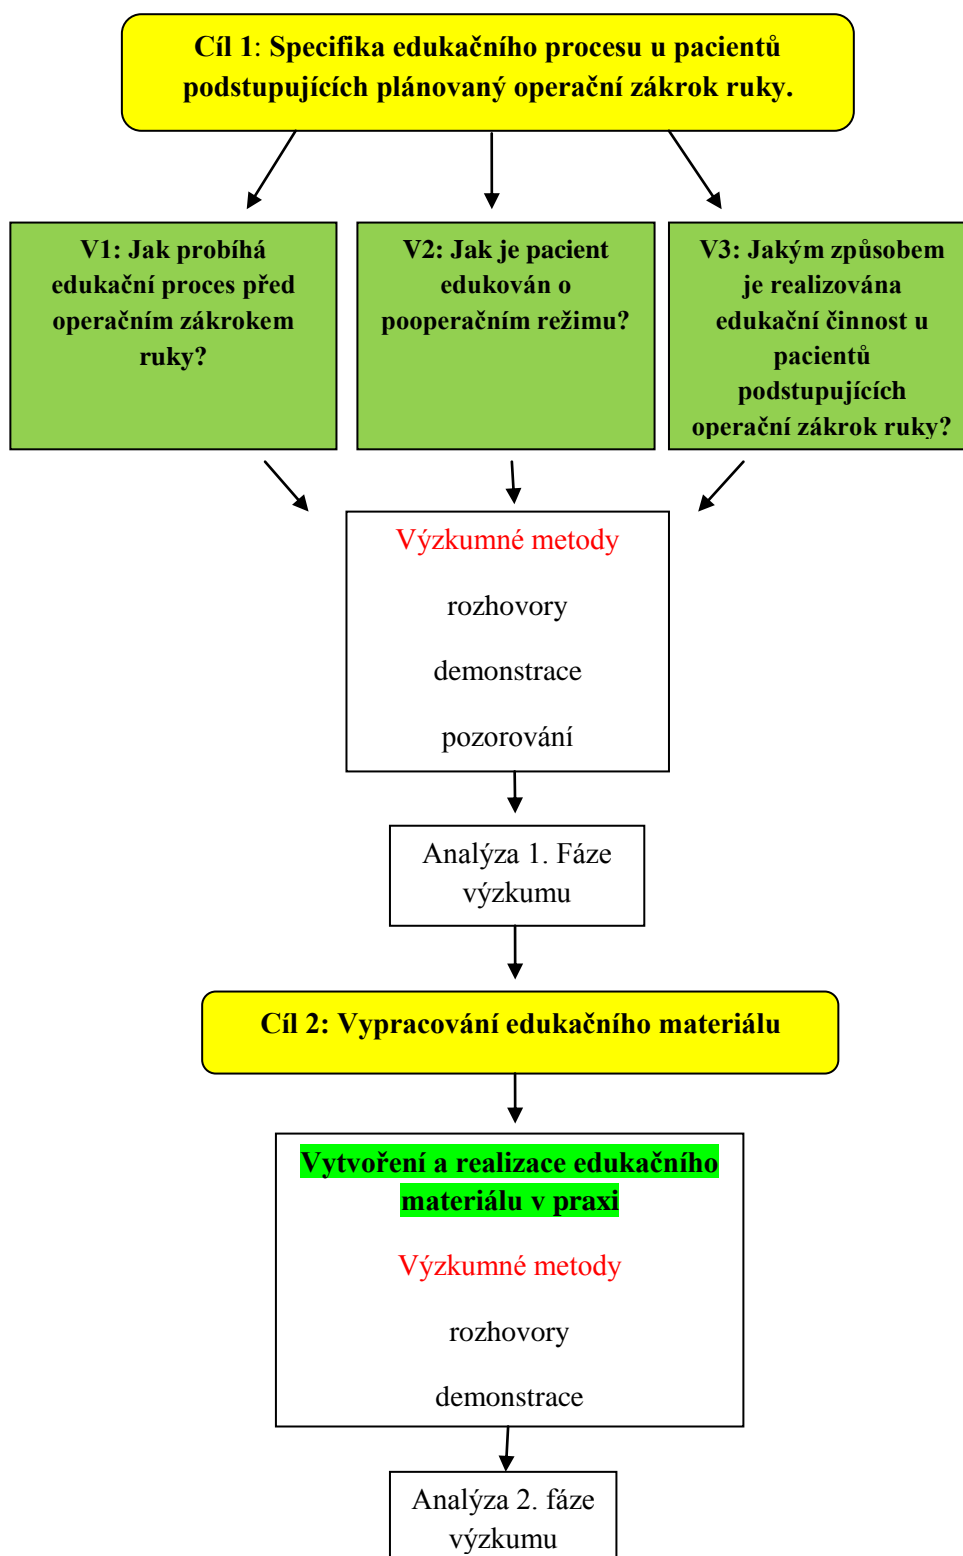 Cíl 1: Specifika edukačního procesu u pacientů
podstupujících plánovaný operační zákrok ruky.
V1: Jak probíhá
edukační proces před
operačním zákrokem
ruky?
V2: Jak je pacient
edukován o
pooperačním režimu?
V3: Jakým způsobem
je realizována
edukační činnost u
pacientů
podstupujících
operační zákrok ruky?
Výzkumné metody
rozhovory
demonstrace
pozorování
Analýza 1. Fáze
výzkumu
Cíl 2: Vypracování edukačního materiálu
Vytvoření a realizace edukačního
materiálu v praxi
Výzkumné metody
rozhovory
demonstrace
Analýza 2. fáze
výzkumu